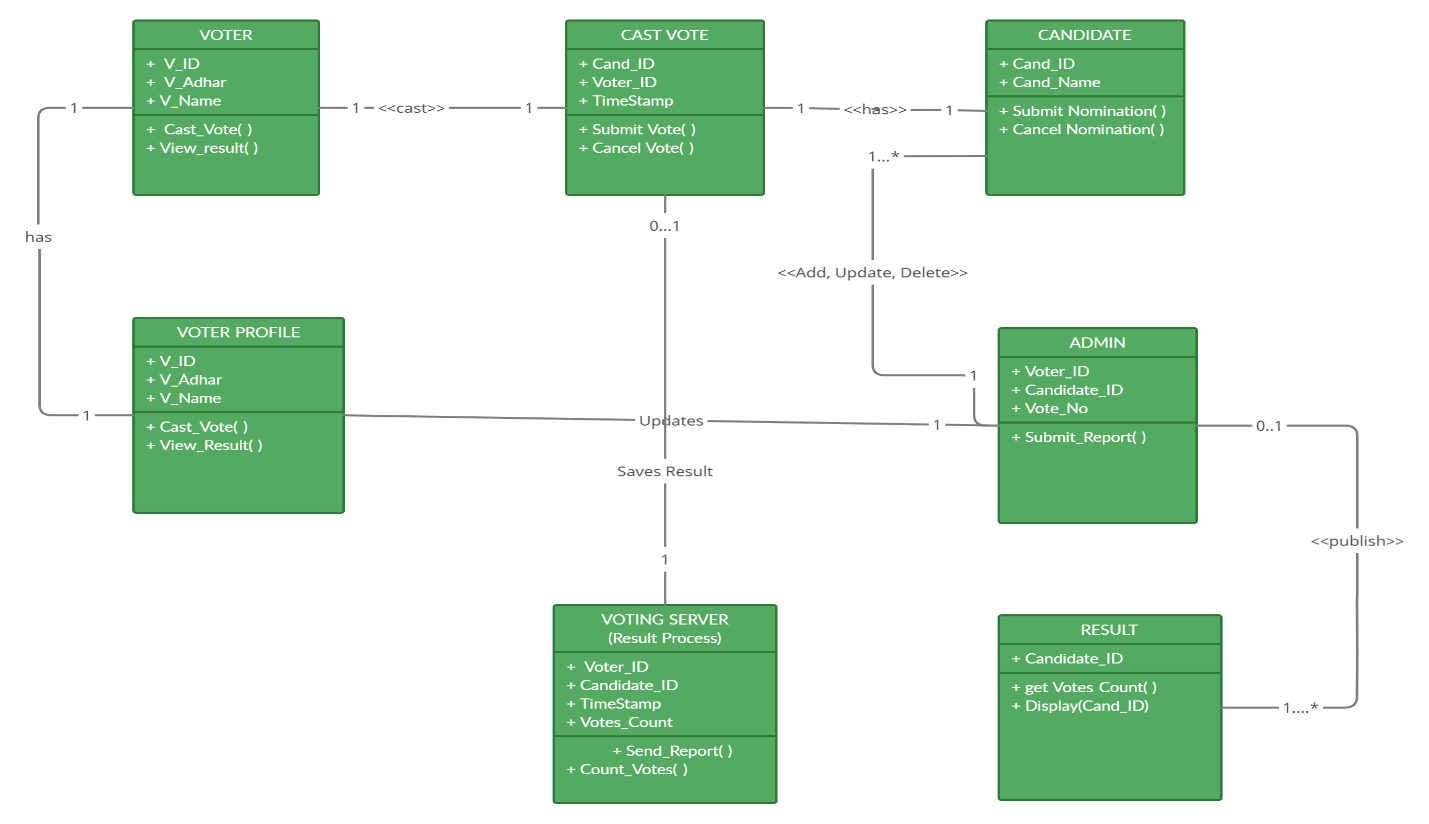 VOTER
+ V_ID
+ V_Adhar
+ V_Name
+ Cast_Vote( )
+ View_result( )
1
<<cast>>
1
CAST VOTE
+ Cand_ID
+ Voter_ID
+ TimeStamp
+ Submit Vote( )
+ Cancel Vote( )
1
<<has>>
1
CANDIDATE
+ Cand_ID
+ Cand_Name
+ Submit Nomination( )
+ Cancel Nomination( )
1
has
1
0...1
1...*
<<Add, Update, Delete>>
1
VOTER PROFILE
+ V_ID
+ V_Adhar
+ V_Name
+ Cast_Vote( )
+ View_Result( )
Updates
1
Saves Result
1
ADMIN
+ Voter_ID
+ Candidate_ID
+ Vote_No
+ Submit_Report( )
0..1
<<publish>>
1....*
VOTING SERVER
(Result Process)
+ Voter_ID
+ Candidate_ID
+ TimeStamp
+ Votes_Count
+ Send_Report( )
+ Count_Votes( )
RESULT
+ Candidate_ID
+ get Votes Count( )
+ Display(Cand_ID)